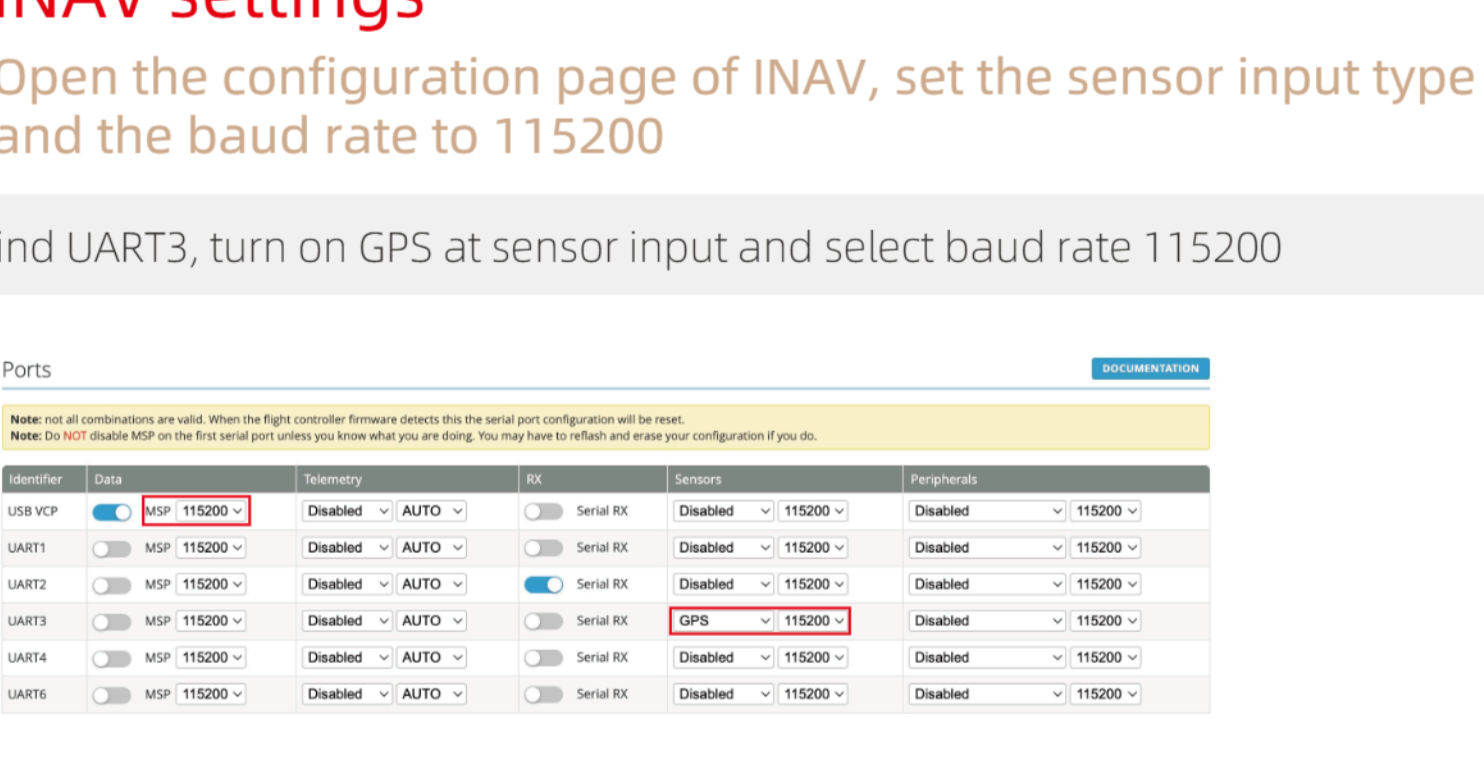 INAV settings
Open the configuration page of INAV, set the sensor input type
and the baud rate to 115200
ind UART3, turn on GPS at sensor input and select baud rate 115200
Ports
DOCUMENTATION
Note: not all combinations are valid. When the flight controller firmware detects this the serial port configuration will be reset.
Note: Do NOT disable MSP on the first serial port unless you know what you are doing. You may have to reflash and erase your configuration if you do.
Identifier Data Telemetry RX Sensors Peripherals
USB VCP MSP 115200 Disabled AUTO Serial RX Disabled 115200 Disabled 115200
UART1 MSP 115200 Disabled AUTO Serial RX Disabled 115200 Disabled 115200
UART2 MSP 115200 Disabled AUTO Serial RX Disabled 115200 Disabled 115200
UART3 MSP 115200 Disabled AUTO Serial RX GPS 115200 Disabled 115200
UART4 MSP 115200 Disabled AUTO Serial RX Disabled 115200 Disabled 115200
UART6 MSP 115200 Disabled AUTO Serial RX Disabled 115200 Disabled 115200